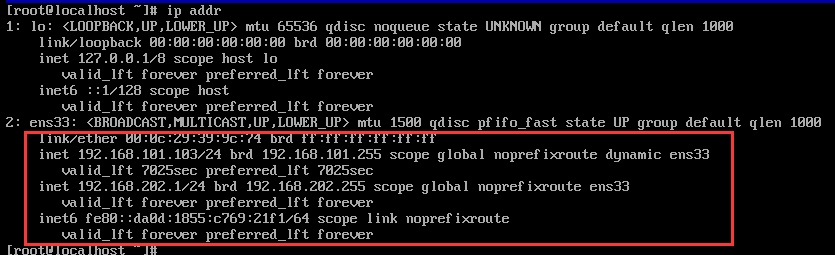 [root@localhost ~]# ip addr
1: lo: <LOOPBACK,UP,LOWER_UP> mtu 65536 qdisc noqueue state UNKNOWN group default qlen 1000
link/loopback 00:00:00:00:00:00 brd 00:00:00:00:00:00
inet 127.0.0.1/8 scope host lo
valid_lft forever preferred_lft forever
inet6 ::1/128 scope host
valid_lft forever preferred_lft forever
2: ens33: <BROADCAST,MULTICAST,UP,LOWER_UP> mtu 1500 qdisc pfifo_fast state UP group default qlen 1000
link/ether 00:0c:29:39:9c:74 brd ff:ff:ff:ff:ff:ff
inet 192.168.101.103/24 brd 192.168.101.255 scope global noprefixroute dynamic ens33
valid_lft 7025sec preferred_lft 7025sec
inet 192.168.202.1/24 brd 192.168.202.255 scope global noprefixroute ens33
valid_lft forever preferred_lft forever
inet6 fe80::da0d:1855:c769:21f1/64 scope link noprefixroute
valid_lft forever preferred_lft forever
[root@localhost ~]#